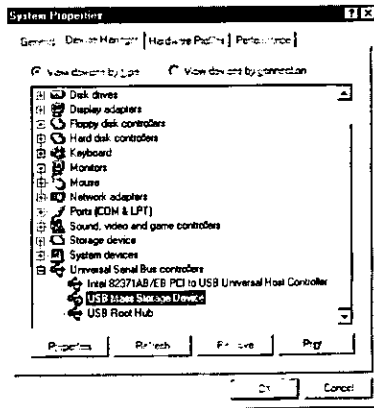 System Properties
General Device Manager Hardware Profiles Performance
View devices by type View devices by connection
Disk drives
Display adapters
Floppy disk controllers
Hard disk controllers
Keyboard
Monitors
Mouse
Network adapters
Ports (COM & LPT)
Sound, video and game controllers
Storage device
System devices
Universal Serial Bus controllers
Intel 82371AB/EB PCI to USB Universal Host Controller
USB Mass Storage Device
USB Root Hub
Properties Refresh Remove Print
OK Cancel